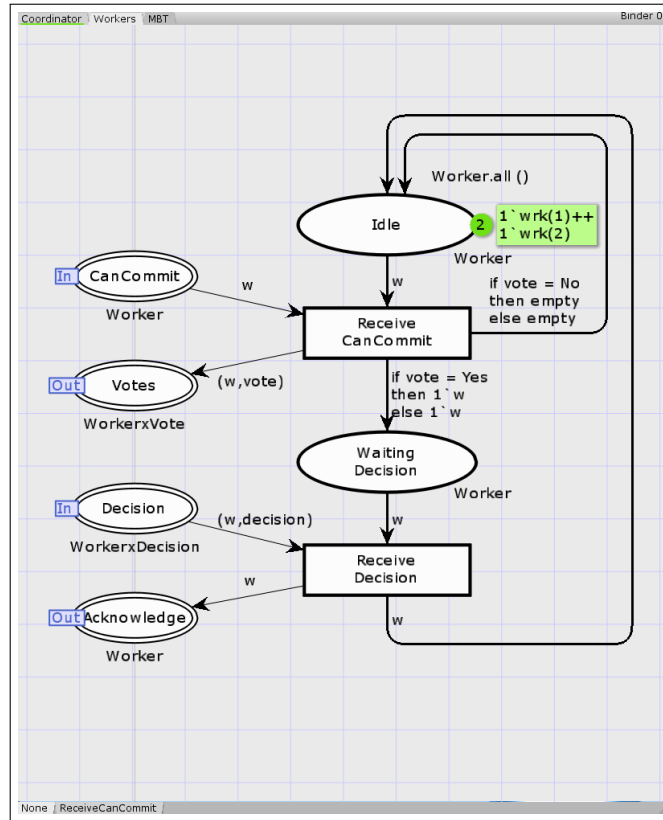 Coordinator Workers MBT
Binder 0
Worker.all ()
Idle
2
1`wrk(1)++
1`wrk(2)
Worker
In
CanCommit
Worker
w
w
if vote = No
then empty
else empty
Receive
CanCommit
Out
Votes
WorkerxVote
(w,vote)
if vote = Yes
then 1`w
else 1`w
Waiting
Decision
Worker
In
Decision
WorkerxDecision
(w,decision)
w
Receive
Decision
w
w
Out
Acknowledge
Worker
None ReceiveCanCommit